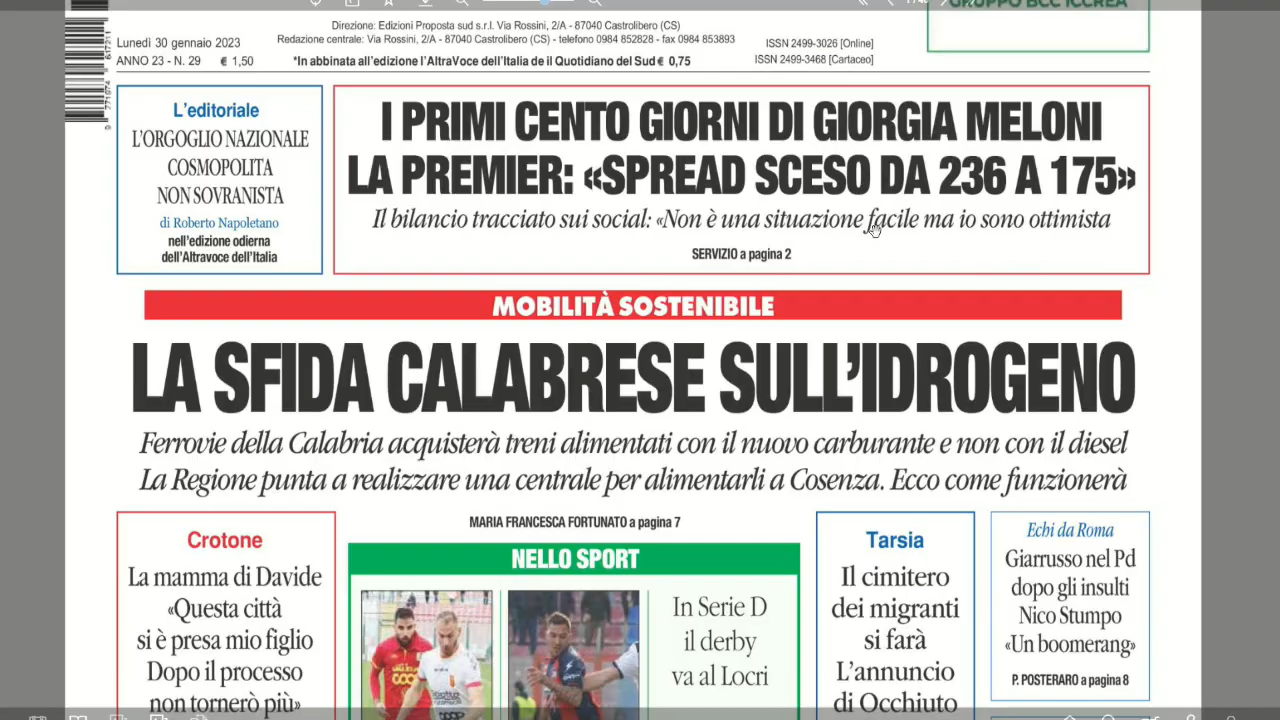 GRUPPO BCC ICCREA
Direzione: Edizioni Proposta sud s.r.l. Via Rossini, 2/A - 87040 Castrolibero (CS)
Lunedì 30 gennaio 2023
Redazione centrale: Via Rossini, 2/A - 87040 Castrolibero (CS) - telefono 0984 852828 - fax 0984 853893
ISSN 2499-3026 [Online]
ANNO 23 - N. 29 € 1,50
*In abbinata all'edizione l'AltraVoce dell'Italia de il Quotidiano del Sud € 0,75
ISSN 2499-3468 [Cartaceo]
L'editoriale
L'ORGOGLIO NAZIONALE
COSMOPOLITA
NON SOVRANISTA
di Roberto Napoletano
nell'edizione odierna
dell'Altravoce dell'Italia
I PRIMI CENTO GIORNI DI GIORGIA MELONI
LA PREMIER: «SPREAD SCESO DA 236 A 175»
Il bilancio tracciato sui social: «Non è una situazione facile ma io sono ottimista
SERVIZIO a pagina 2
MOBILITÀ SOSTENIBILE
LA SFIDA CALABRESE SULL'IDROGENO
Ferrovie della Calabria acquisterà treni alimentati con il nuovo carburante e non con il diesel
La Regione punta a realizzare una centrale per alimentarli a Cosenza. Ecco come funzionerà
MARIA FRANCESCA FORTUNATO a pagina 7
Crotone
La mamma di Davide
«Questa città
si è presa mio figlio
Dopo il processo
non tornerò più»
NELLO SPORT
In Serie D
il derby
va al Locri
Tarsia
Il cimitero
dei migranti
si farà
L'annuncio
di Occhiuto
Echi da Roma
Giarrusso nel Pd
dopo gli insulti
Nico Stumpo
«Un boomerang»
P. POSTERARO a pagina 8